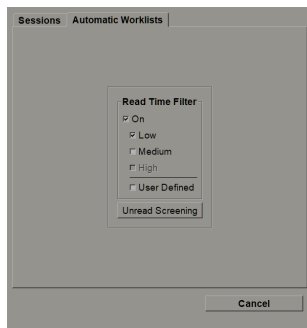 Sessions Automatic Worklists
Read Time Filter
On
Low
Medium
High
User Defined
Unread Screening
Cancel